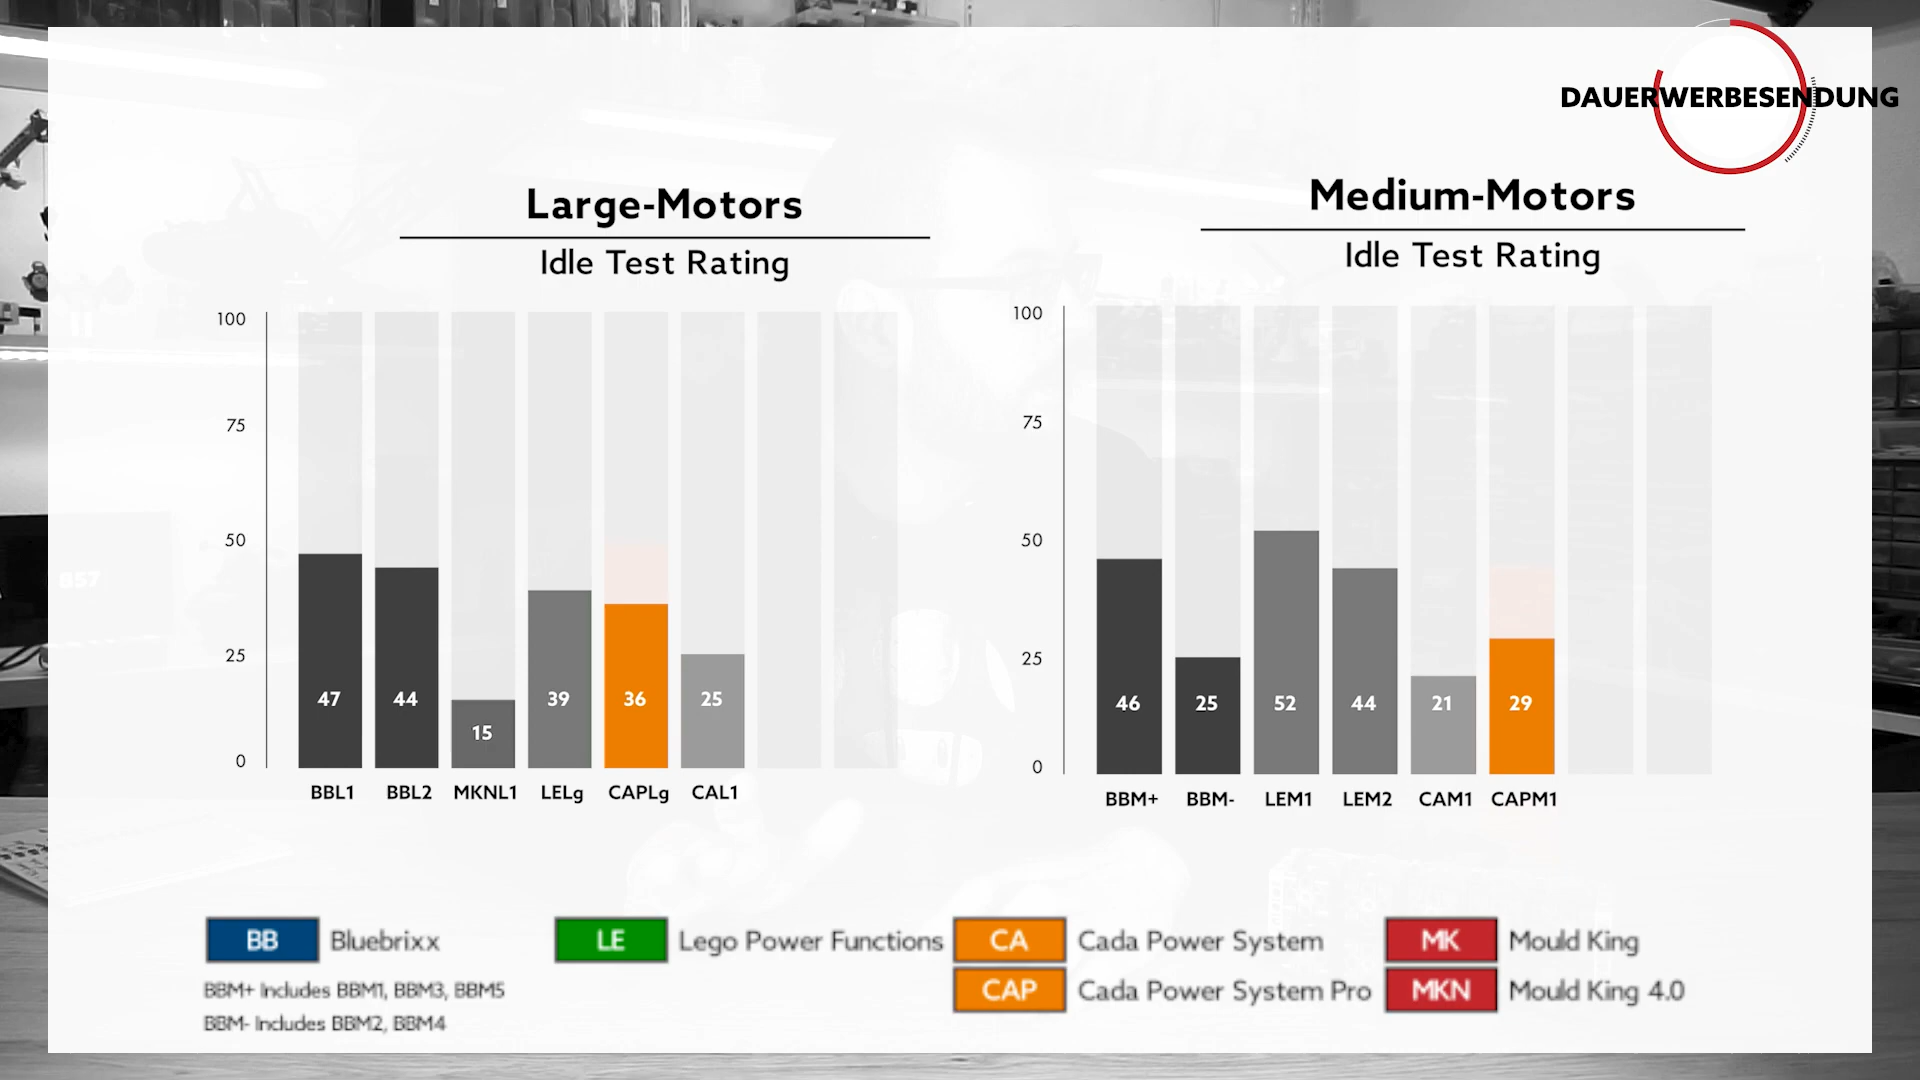 DAUERWERBESENDUNG
Large-Motors
Idle Test Rating
100
75
50
25
0
47
44
15
39
36
25
BBL1
BBL2
MKNL1
LELg
CAPLg
CAL1
Medium-Motors
Idle Test Rating
100
75
50
25
0
46
25
52
44
21
29
BBM+
BBM-
LEM1
LEM2
CAM1
CAPM1
857
BB Bluebrixx
BBM+ Includes BBM1, BBM3, BBM5
BBM- Includes BBM2, BBM4
LE Lego Power Functions
CA Cada Power System
CAP Cada Power System Pro
MK Mould King
MKN Mould King 4.0